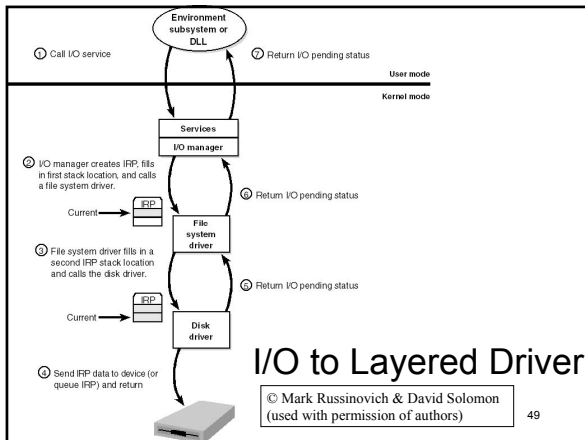 Environment
subsystem or
DLL
① Call I/O service
⑦ Return I/O pending status
User mode
Kernel mode
Services
I/O manager
② I/O manager creates IRP, fills
in first stack location, and calls
a file system driver.
⑥ Return I/O pending status
IRP
Current
File
system
driver
③ File system driver fills in a
second IRP stack location
and calls the disk driver.
⑤ Return I/O pending status
IRP
Current
Disk
driver
I/O to Layered Driver
④ Send IRP data to device (or
queue IRP) and return
© Mark Russinovich & David Solomon
(used with permission of authors)
49